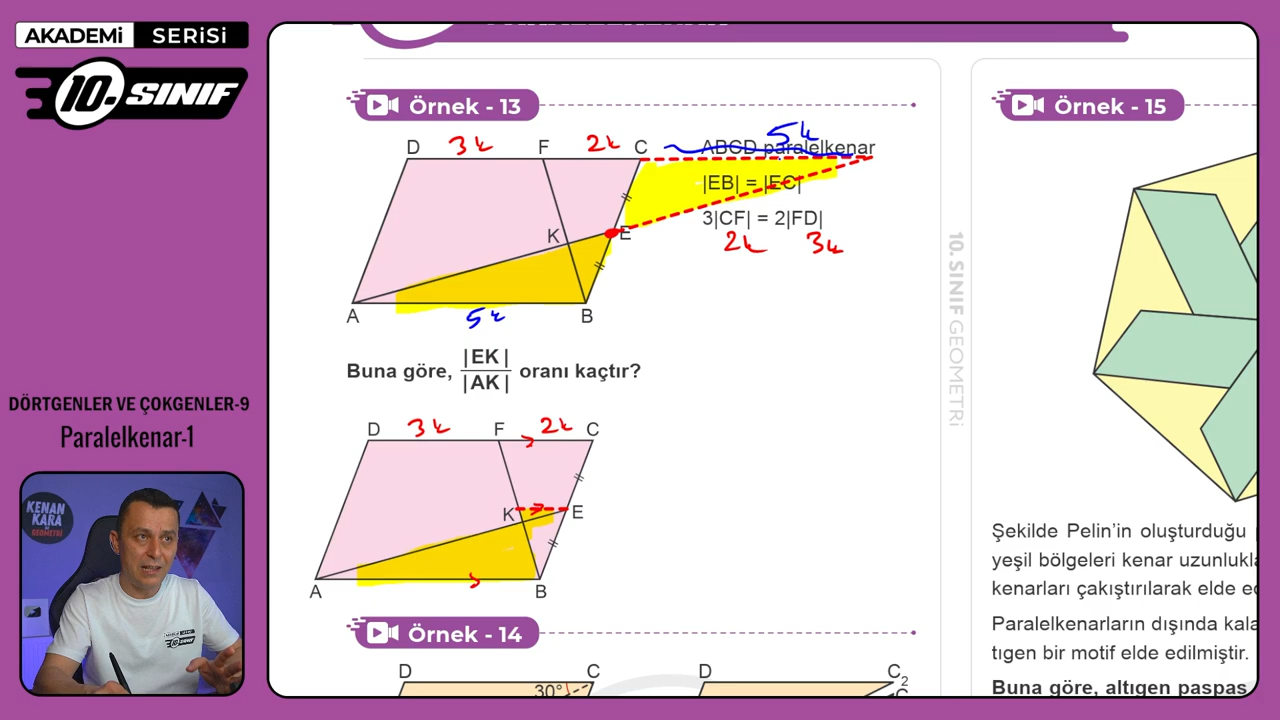 AKADEMİ SERİSİ
10. SINIF
DÖRTGENLER VE ÇOKGENLER-9
Paralelkenar-1
KENAN
KARA
GEOMETRİ
Örnek - 13
D 3k F 2k C 5k
ABCD paralelkenar
|EB| = |EC|
3|CF| = 2|FD|
2k 3k
K E
A 5k B
Buna göre, |EK| / |AK| oranı kaçtır?
D 3k F 2k C
K E
A B
Örnek - 14
D C D C
30° 2
10. SINIF GEOMETRİ
Örnek - 15
Şekilde Pelin'in oluşturduğu
yeşil bölgeleri kenar uzunlukla
kenarları çakıştırılarak elde e
Paralelkenarların dışında kala
tıgen bir motif elde edilmiştir.
Buna göre, altıgen paspas